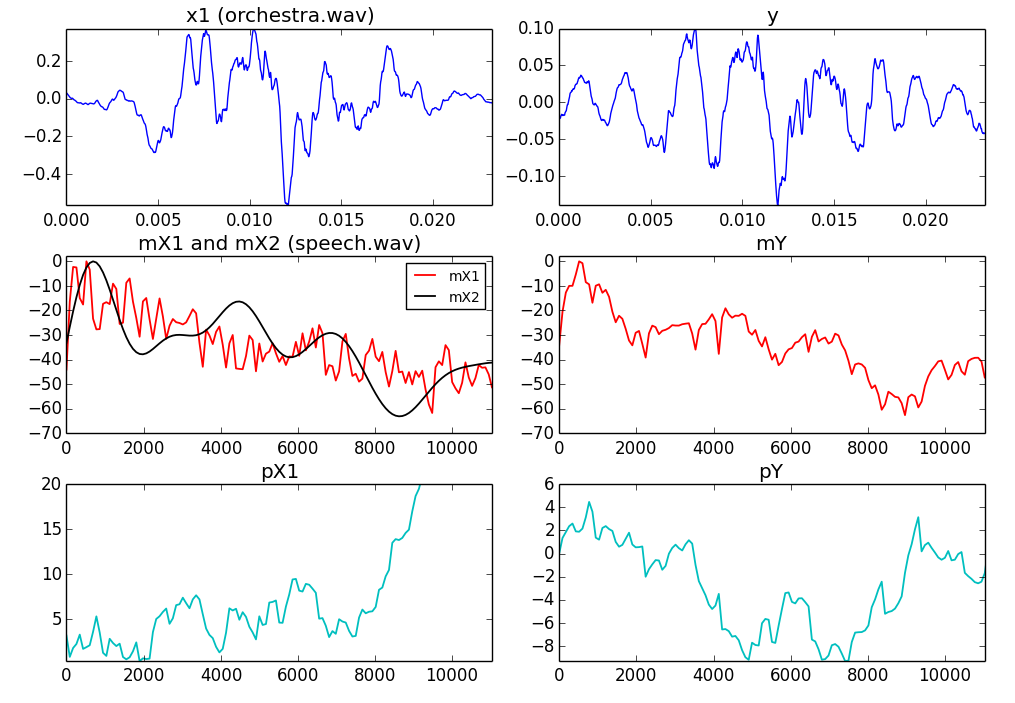 x1 (orchestra.wav)
0.2
0.0
−0.2
−0.4
0.000 0.005 0.010 0.015 0.020
y
0.10
0.05
0.00
−0.05
−0.10
0.000 0.005 0.010 0.015 0.020
mX1 and mX2 (speech.wav)
mX1
mX2
0
−10
−20
−30
−40
−50
−60
−70
0 2000 4000 6000 8000 10000
mY
0
−10
−20
−30
−40
−50
−60
−70
0 2000 4000 6000 8000 10000
pX1
20
15
10
5
0 2000 4000 6000 8000 10000
pY
6
4
2
0
−2
−4
−6
−8
0 2000 4000 6000 8000 10000